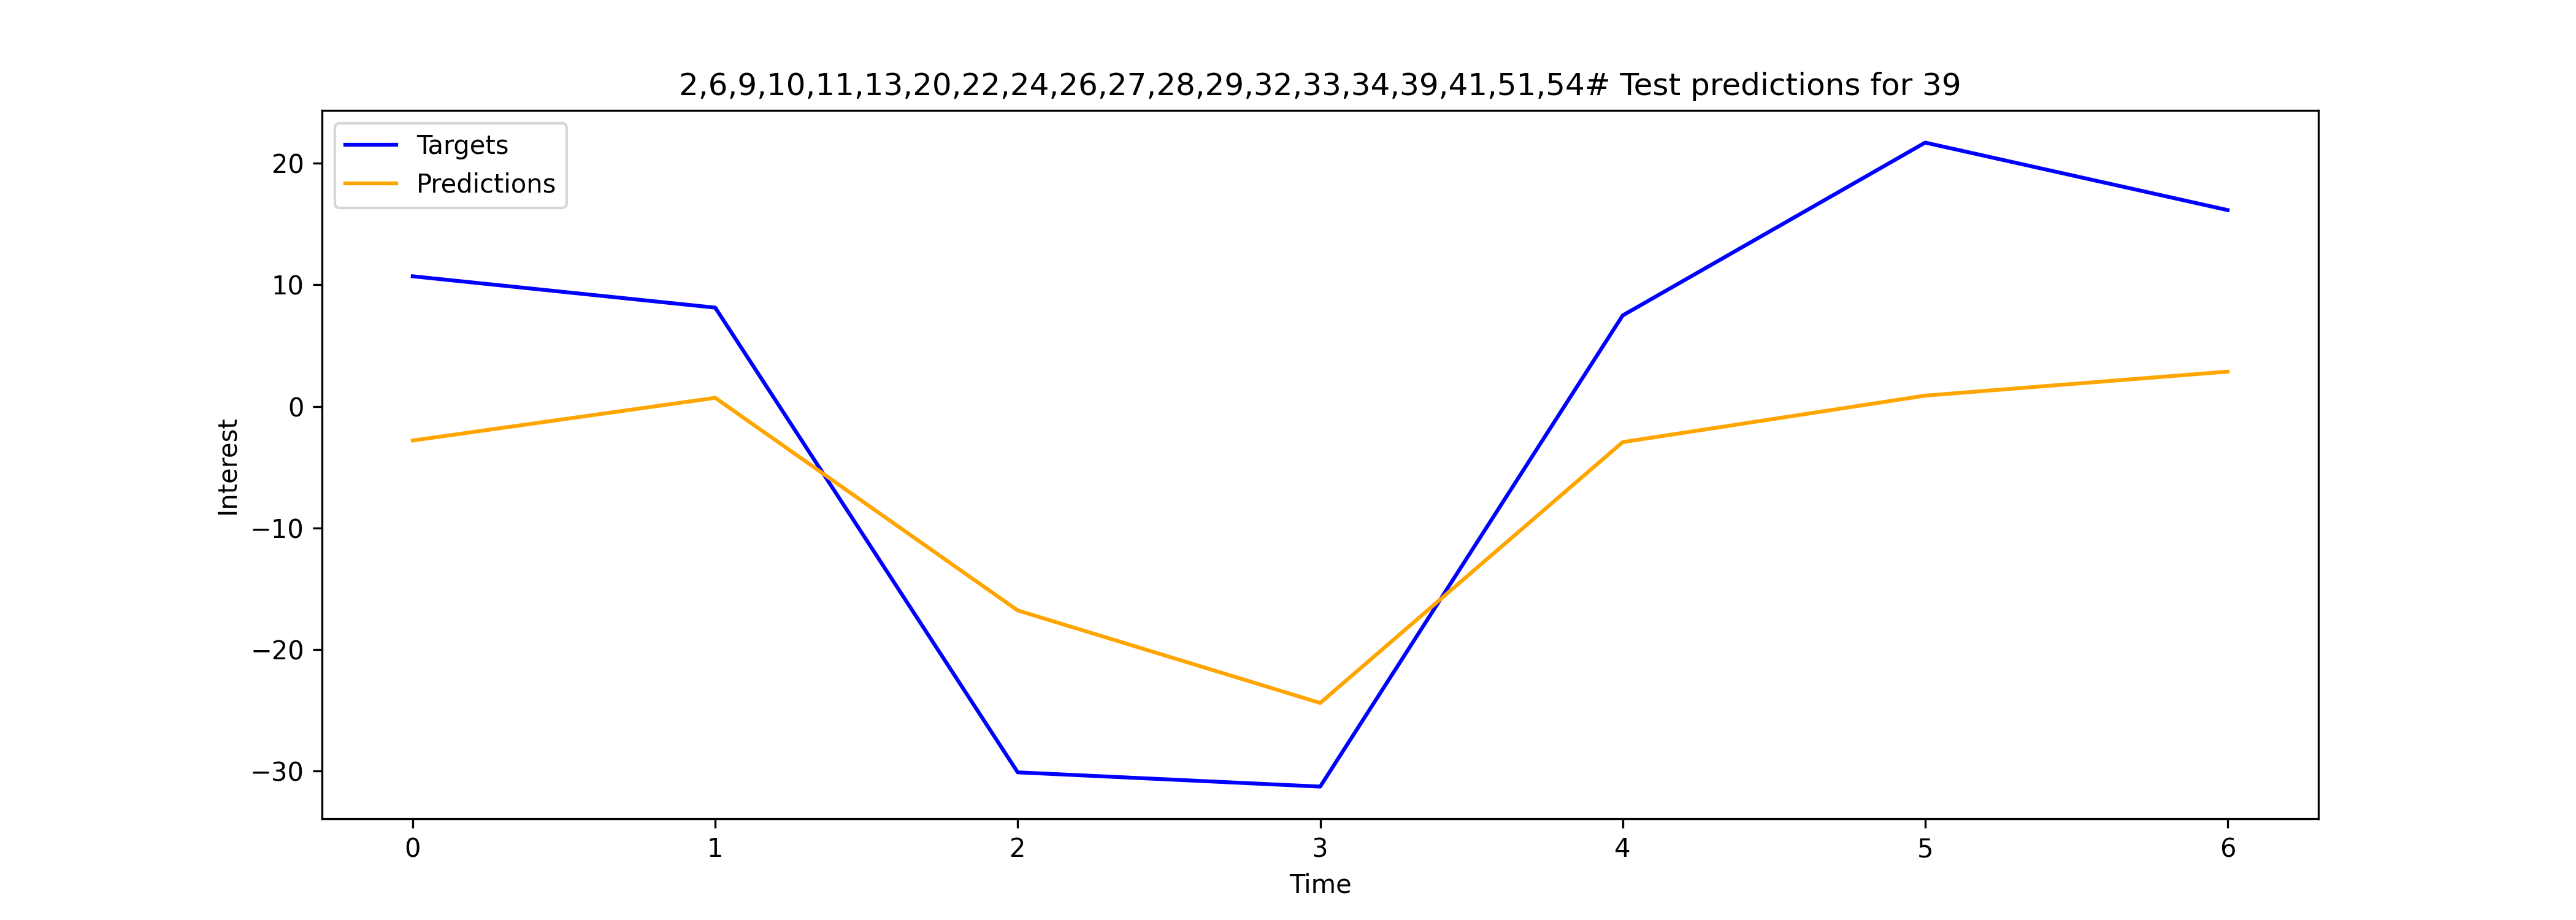 2,6,9,10,11,13,20,22,24,26,27,28,29,32,33,34,39,41,51,54# Test predictions for 39
Targets
Predictions
20
10
0
−10
−20
−30
Interest
0 1 2 3 4 5 6
Time